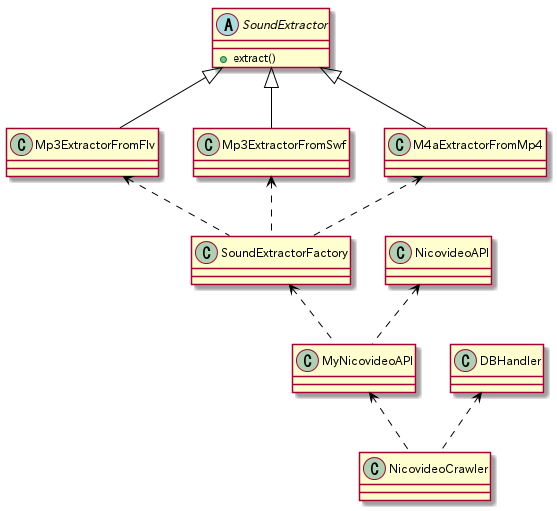 A SoundExtractor
extract()
C Mp3ExtractorFromFlv
C Mp3ExtractorFromSwf
C M4aExtractorFromMp4
C SoundExtractorFactory
C NicovideoAPI
C MyNicovideoAPI
C DBHandler
C NicovideoCrawler